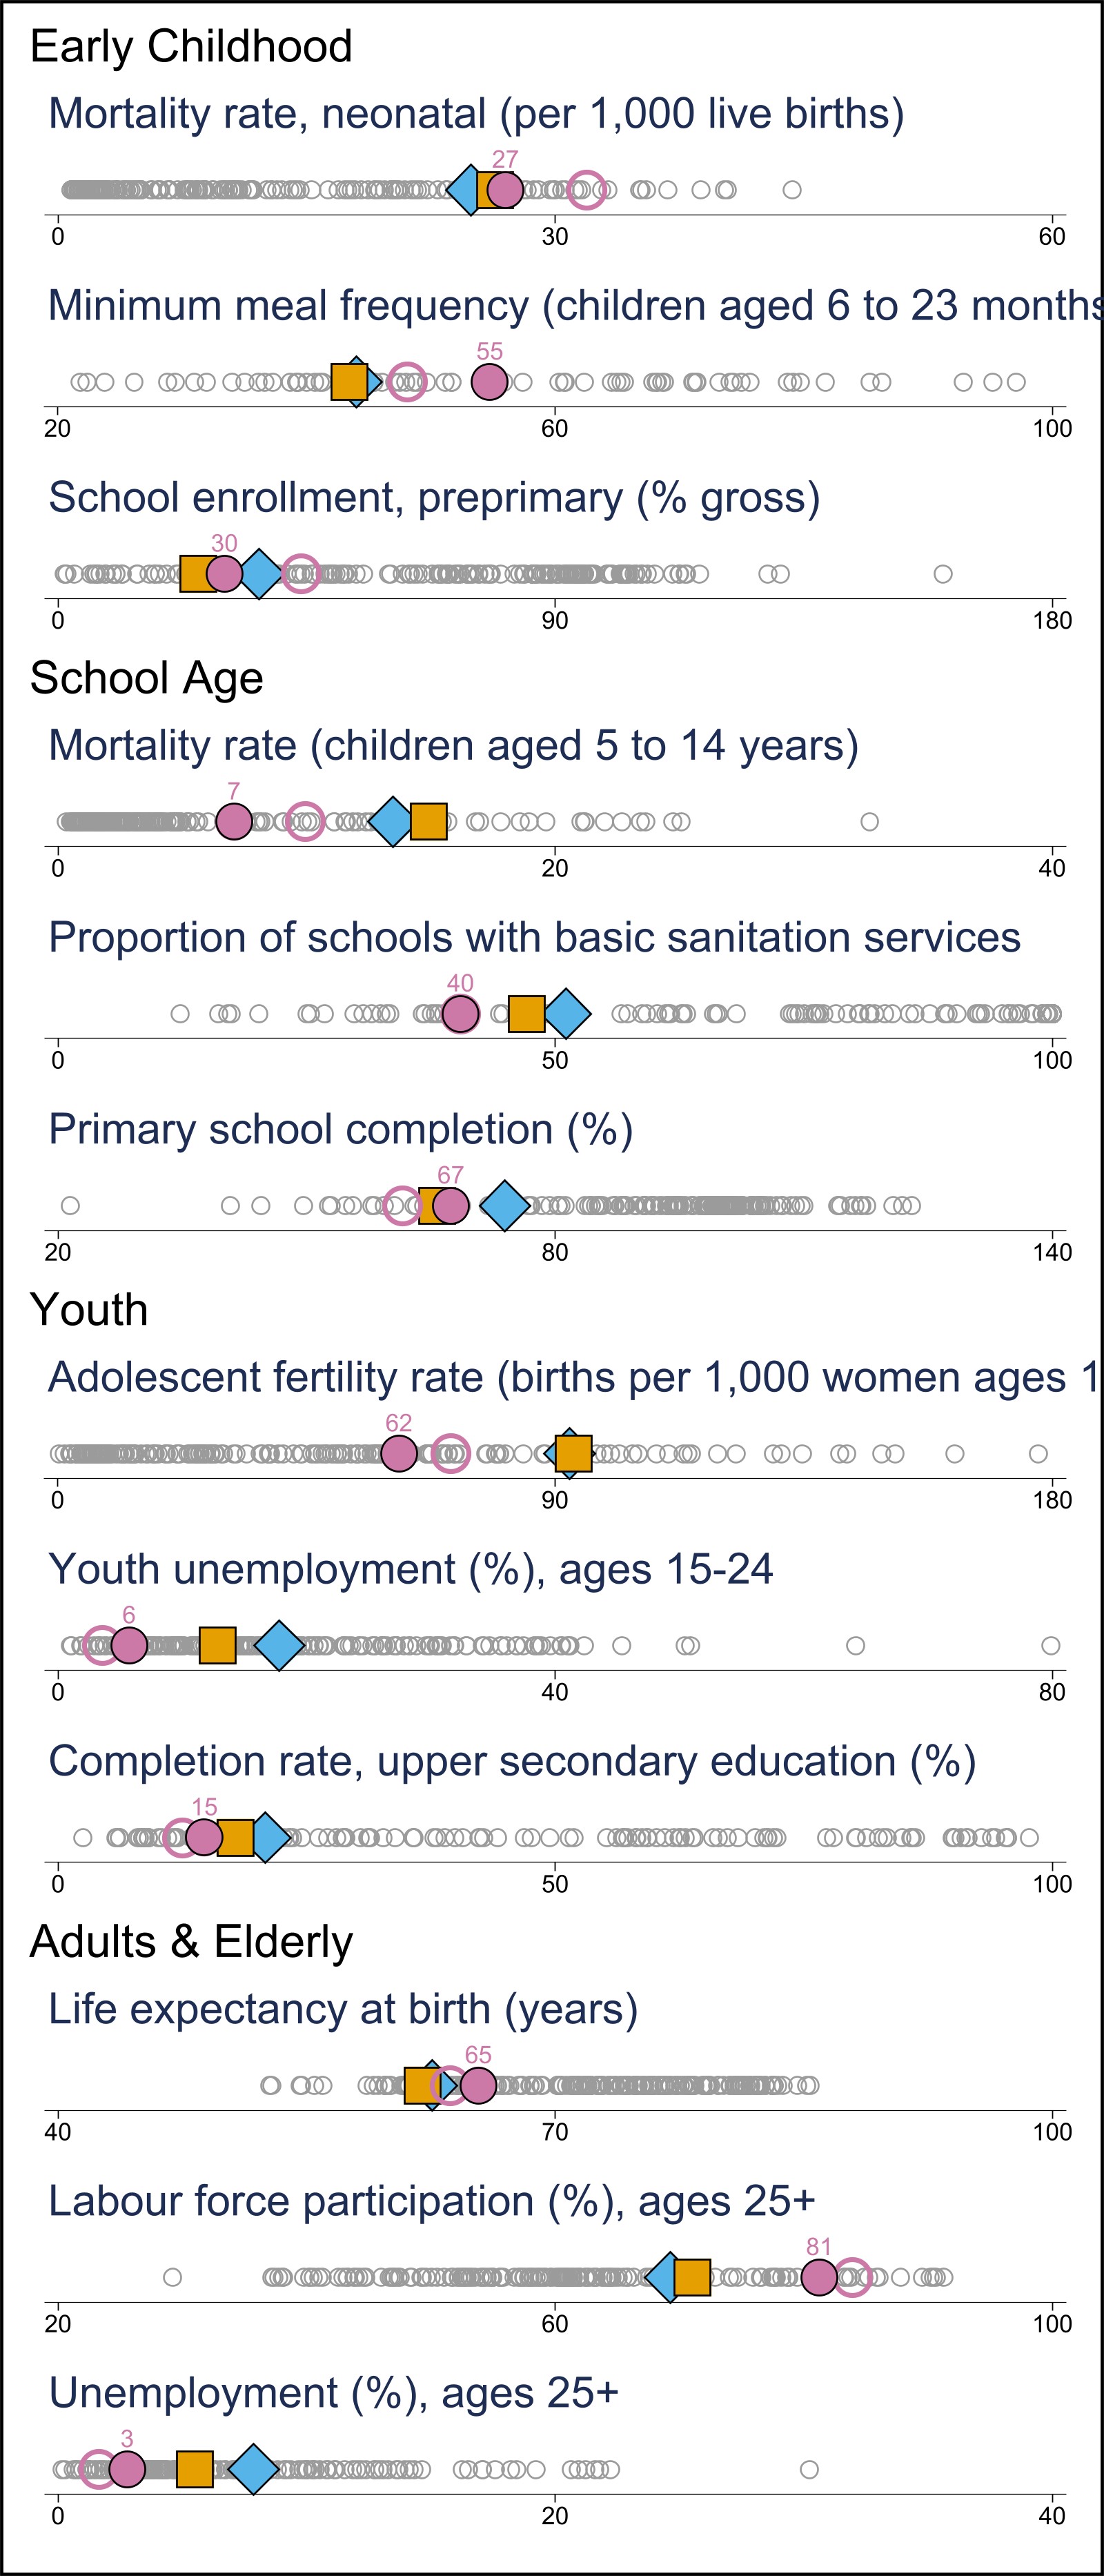 Early Childhood
Mortality rate, neonatal (per 1,000 live births)
27
0 30 60
Minimum meal frequency (children aged 6 to 23 months
55
20 60 100
School enrollment, preprimary (% gross)
30
0 90 180
School Age
Mortality rate (children aged 5 to 14 years)
7
0 20 40
Proportion of schools with basic sanitation services
40
0 50 100
Primary school completion (%)
67
20 80 140
Youth
Adolescent fertility rate (births per 1,000 women ages 1
62
0 90 180
Youth unemployment (%), ages 15-24
6
0 40 80
Completion rate, upper secondary education (%)
15
0 50 100
Adults & Elderly
Life expectancy at birth (years)
65
40 70 100
Labour force participation (%), ages 25+
81
20 60 100
Unemployment (%), ages 25+
3
0 20 40